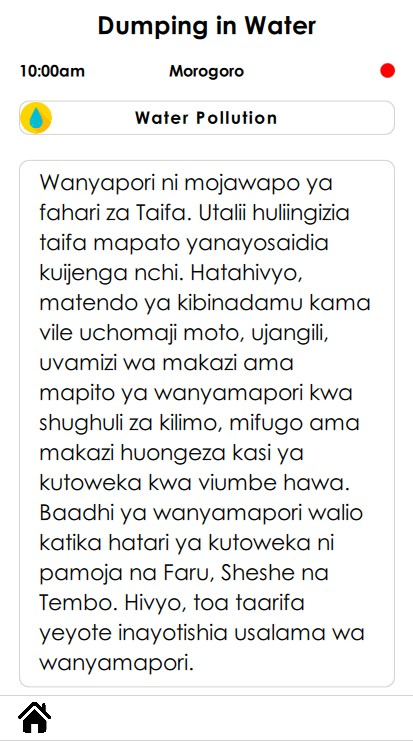 Dumping in Water
10:00am Morogoro
Water Pollution
Wanyapori ni mojawapo ya
fahari za Taifa. Utalii huliingizia
taifa mapato yanayosaidia
kuijenga nchi. Hatahivyo,
matendo ya kibinadamu kama
vile uchomaji moto, ujangili,
uvamizi wa makazi ama
mapito ya wanyamapori kwa
shughuli za kilimo, mifugo ama
makazi huongeza kasi ya
kutoweka kwa viumbe hawa.
Baadhi ya wanyamapori walio
katika hatari ya kutoweka ni
pamoja na Faru, Sheshe na
Tembo. Hivyo, toa taarifa
yeyote inayotishia usalama wa
wanyamapori.